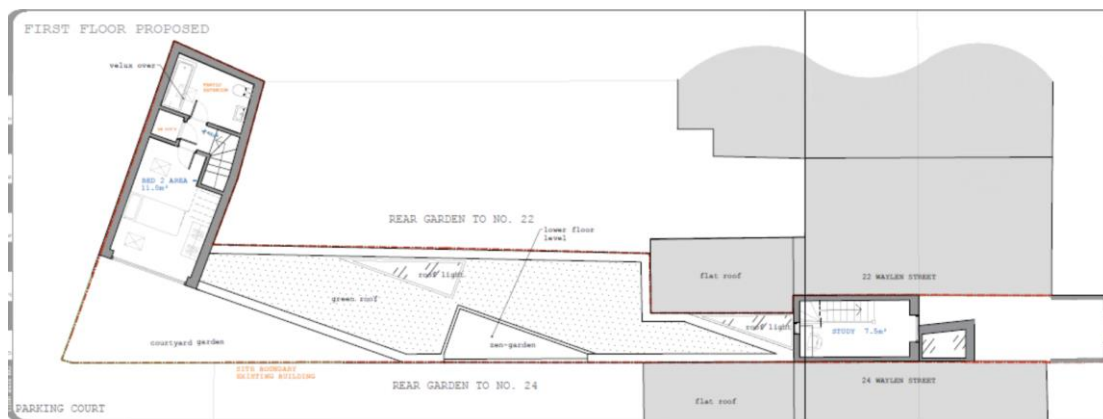 FIRST FLOOR PROPOSED
velux over
FAMILY
BATHROOM
BED 2 AREA
11.5m²
REAR GARDEN TO NO. 22
lower floor
level
roof light
flat roof
22 WAYLEN STREET
green roof
roof light
STUDY 7.5m²
courtyard garden
zen-garden
SITE BOUNDARY
EXISTING BUILDING
REAR GARDEN TO NO. 24
24 WAYLEN STREET
flat roof
PARKING COURT